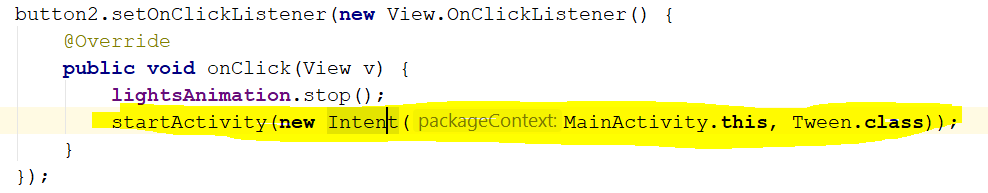 button2.setOnClickListener(new View.OnClickListener() {
@Override
public void onClick(View v) {
lightsAnimation.stop();
startActivity(new Intent( packageContext: MainActivity.this, Tween.class));
}
});